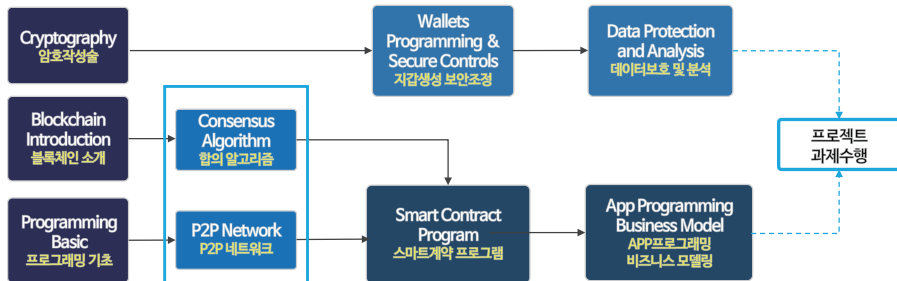 Cryptography
암호작성술
Wallets
Programming &
Secure Controls
지갑생성 보안조정
Data Protection
and Analysis
데이터보호 및 분석
Blockchain
Introduction
블록체인 소개
Consensus
Algorithm
합의 알고리즘
프로젝트
과제수행
Programming
Basic
프로그래밍 기초
P2P Network
P2P 네트워크
Smart Contract
Program
스마트계약 프로그램
App Programming
Business Model
APP프로그래밍
비즈니스 모델링